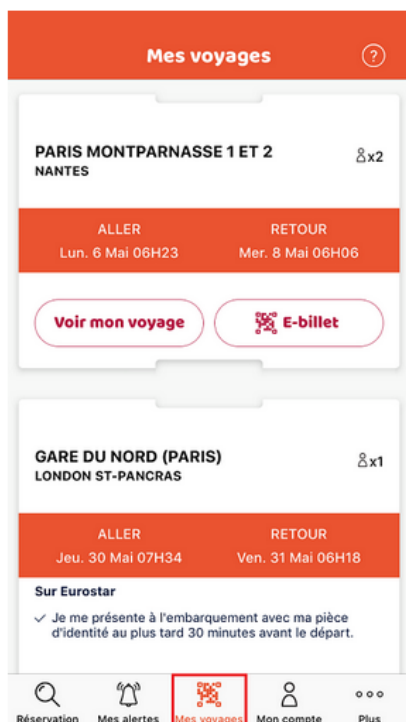 Mes voyages ?
PARIS MONTPARNASSE 1 ET 2 x2
NANTES
ALLER RETOUR
Lun. 6 Mai 06H23 Mer. 8 Mai 06H06
Voir mon voyage E-billet
GARE DU NORD (PARIS) x1
LONDON ST-PANCRAS
ALLER RETOUR
Jeu. 30 Mai 07H34 Ven. 31 Mai 06H18
Sur Eurostar
✓ Je me présente à l'embarquement avec ma pièce
d'identité au plus tard 30 minutes avant le départ.
Réservation Mes alertes Mes voyages Mon compte Plus